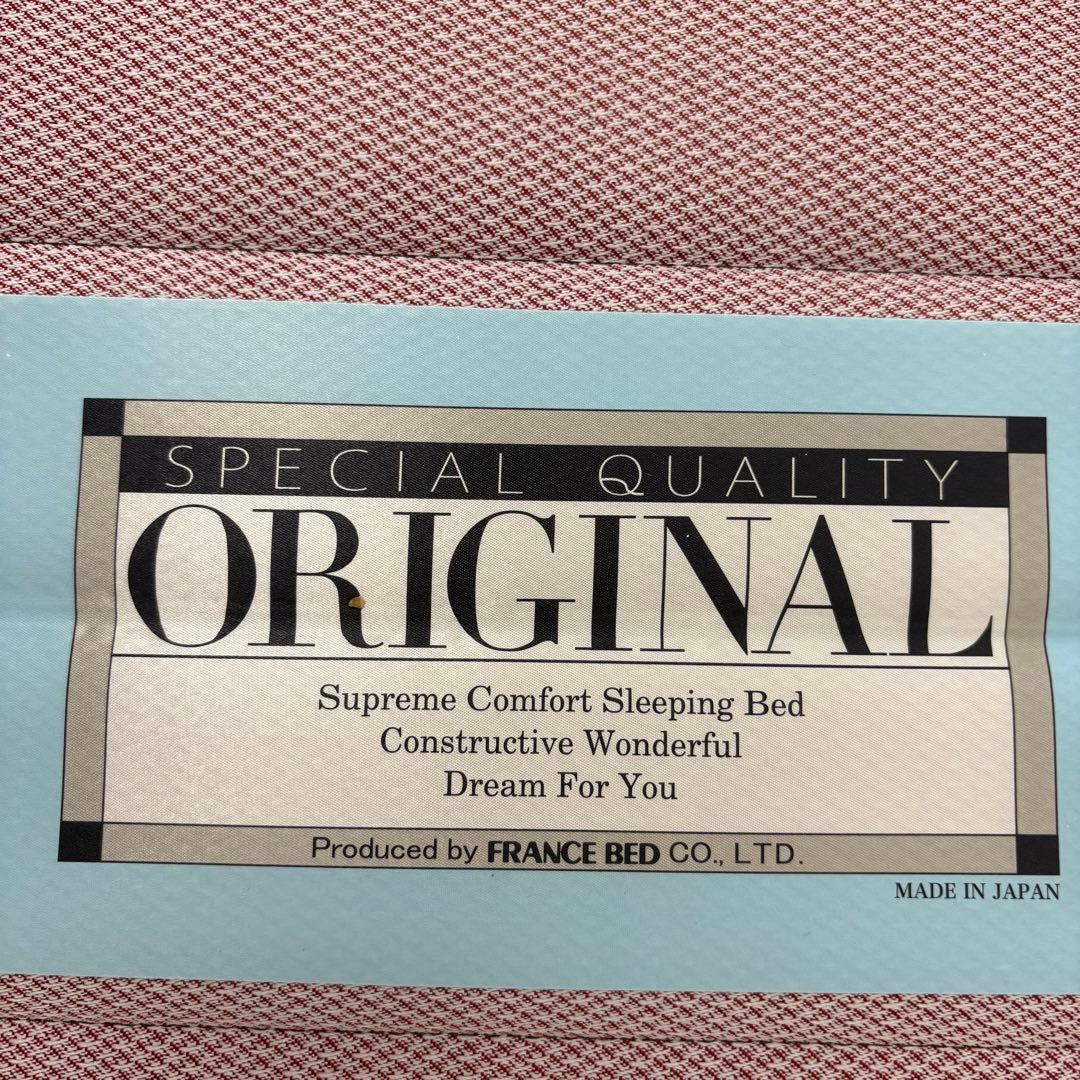 SPECIAL QUALITY
ORIGINAL
Supreme Comfort Sleeping Bed
Constructive Wonderful
Dream For You
Produced by FRANCE BED CO., LTD.
MADE IN JAPAN